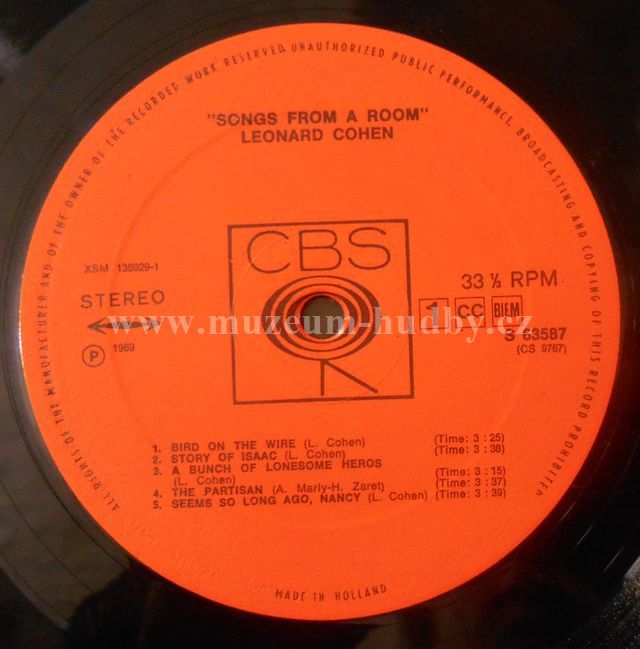 ALL RIGHTS OF THE MANUFACTURER AND OF THE OWNER OF THE RECORDED WORK RESERVED. UNAUTHORIZED PUBLIC PERFORMANCE, BROADCASTING AND COPYING OF THIS RECORD PROHIBITED
"SONGS FROM A ROOM"
LEONARD COHEN
CBS
XSM 138929-1
STEREO
33 ⅓ RPM
1 CC BIEM
www.muzeum-hudby.cz
S 63587
(CS 9767)
Ⓟ 1969
1. BIRD ON THE WIRE (L. Cohen) (Time: 3 : 25)
2. STORY OF ISAAC (L. Cohen) (Time: 3 : 38)
3. A BUNCH OF LONESOME HEROS
(L. Cohen) (Time: 3 : 15)
4. THE PARTISAN (A. Marly-H. Zaret) (Time: 3 : 37)
5. SEEMS SO LONG AGO, NANCY (L. Cohen) (Time: 3 : 39)
MADE IN HOLLAND